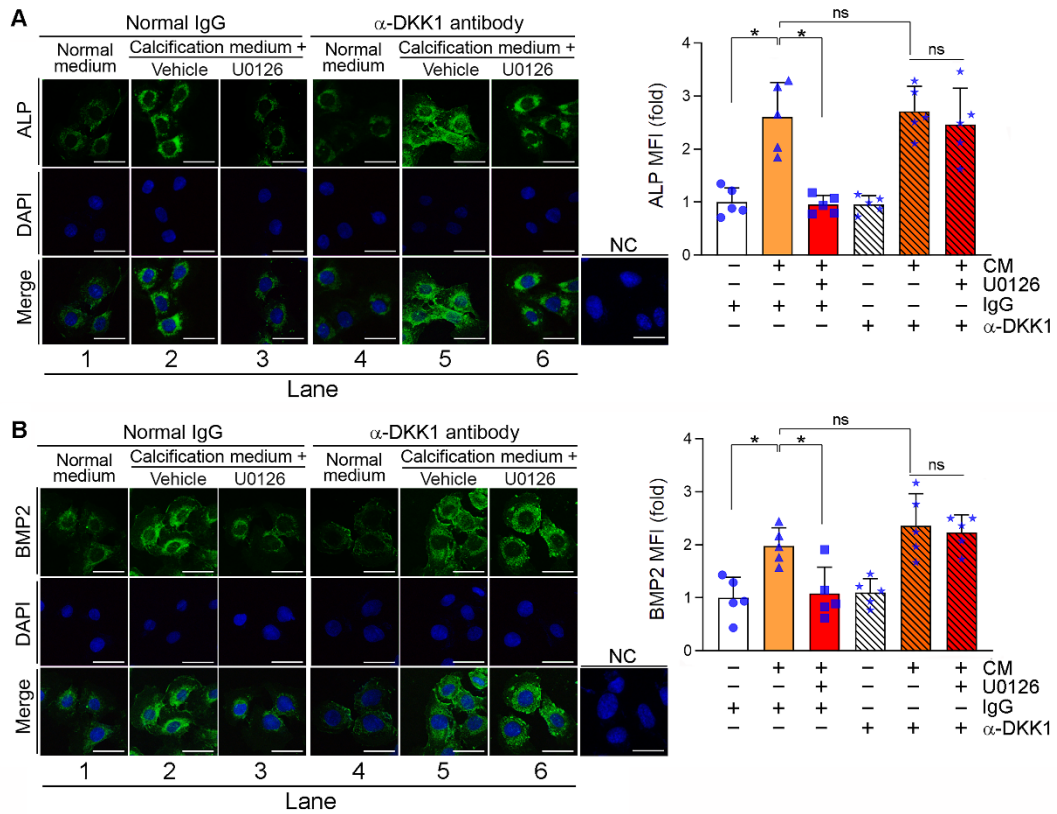 A
Normal IgG
α-DKK1 antibody
Normal medium
Calcification medium +
Vehicle
U0126
Normal medium
Calcification medium +
Vehicle
U0126
ALP
DAPI
Merge
NC
1 2 3 4 5 6
Lane
ALP MFI (fold)
4
3
2
1
0
* *
ns
ns
− + + − + + CM
− − + − − + U0126
+ + + − − − IgG
− − − + + + α-DKK1
B
Normal IgG
α-DKK1 antibody
Normal medium
Calcification medium +
Vehicle
U0126
Normal medium
Calcification medium +
Vehicle
U0126
BMP2
DAPI
Merge
NC
1 2 3 4 5 6
Lane
BMP2 MFI (fold)
4
3
2
1
0
* *
ns
ns
− + + − + + CM
− − + − − + U0126
+ + + − − − IgG
− − − + + + α-DKK1